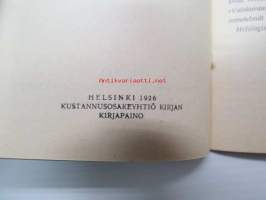 Antikvariaatti.net
HELSINKI 1926
KUSTANNUSOSAKEYHTIÖ KIRJAN
KIRJAPAINO